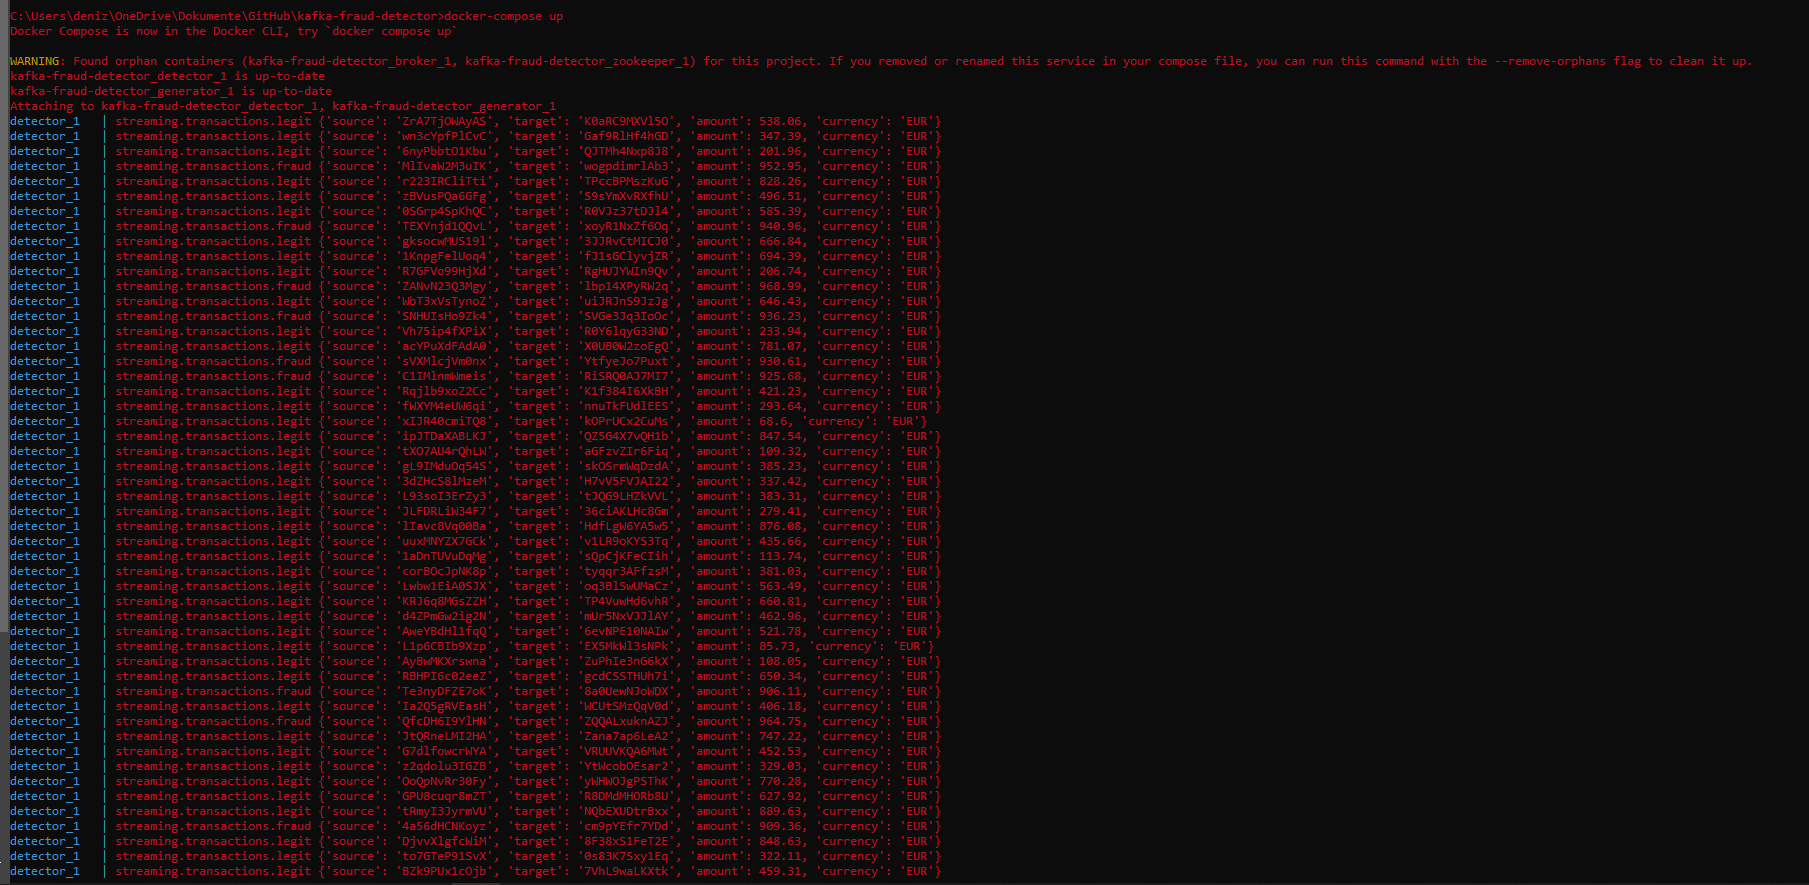 C:\Users\deniz\OneDrive\Dokumente\GitHub\kafka-fraud-detector>docker-compose up
Docker Compose is now in the Docker CLI, try `docker compose up`
WARNING: Found orphan containers (kafka-fraud-detector_broker_1, kafka-fraud-detector_zookeeper_1) for this project. If you removed or renamed this service in your compose file, you can run this command with the --remove-orphans flag to clean it up.
kafka-fraud-detector_detector_1 is up-to-date
kafka-fraud-detector_generator_1 is up-to-date
Attaching to kafka-fraud-detector_detector_1, kafka-fraud-detector_generator_1
detector_1   | streaming.transactions.legit {'source': 'ZrA7TjOWAyAS', 'target': 'K0aRC9MXVl5O', 'amount': 538.06, 'currency': 'EUR'}
detector_1   | streaming.transactions.legit {'source': 'wn3cYpfPlCvC', 'target': 'Gaf9RlHf4hGD', 'amount': 347.39, 'currency': 'EUR'}
detector_1   | streaming.transactions.legit {'source': '6nyPbbtO1Kbu', 'target': 'QJTMh4Nxp8J8', 'amount': 201.96, 'currency': 'EUR'}
detector_1   | streaming.transactions.fraud {'source': 'MlIvaW2M3uIK', 'target': 'wogpdimrlAb3', 'amount': 952.95, 'currency': 'EUR'}
detector_1   | streaming.transactions.legit {'source': 'r223IRCliTti', 'target': 'TPccBPMszKuG', 'amount': 828.26, 'currency': 'EUR'}
detector_1   | streaming.transactions.legit {'source': 'zBVusPQa6GFg', 'target': 'S9sYmXvRXfhU', 'amount': 496.51, 'currency': 'EUR'}
detector_1   | streaming.transactions.legit {'source': '0SGrp4SpKhQC', 'target': 'R0VJz37tDJl4', 'amount': 585.39, 'currency': 'EUR'}
detector_1   | streaming.transactions.fraud {'source': 'TEXYnjd1QQvL', 'target': 'xoyR1NxZf6Oq', 'amount': 940.96, 'currency': 'EUR'}
detector_1   | streaming.transactions.legit {'source': 'gksocwMUS19l', 'target': '3JJRvCtMICJ0', 'amount': 666.84, 'currency': 'EUR'}
detector_1   | streaming.transactions.legit {'source': '1KnpgFelUoq4', 'target': 'fJ1sGClyvjZR', 'amount': 694.39, 'currency': 'EUR'}
detector_1   | streaming.transactions.legit {'source': 'R7GFVo99HjXd', 'target': 'RgHUJYWIn9Qv', 'amount': 206.74, 'currency': 'EUR'}
detector_1   | streaming.transactions.fraud {'source': 'ZANvN23Q3Mgy', 'target': 'lbp14XPyRW2q', 'amount': 968.99, 'currency': 'EUR'}
detector_1   | streaming.transactions.legit {'source': 'WbT3xVsTynoZ', 'target': 'uiJRJnS9JzJg', 'amount': 646.43, 'currency': 'EUR'}
detector_1   | streaming.transactions.fraud {'source': 'SNHUIsHo9Zk4', 'target': 'SVGe3Jq3IoOc', 'amount': 936.23, 'currency': 'EUR'}
detector_1   | streaming.transactions.legit {'source': 'Vh75ip4fXPiX', 'target': 'R0Y6lqyG33ND', 'amount': 233.94, 'currency': 'EUR'}
detector_1   | streaming.transactions.legit {'source': 'acYPuXdFAdA0', 'target': 'X0UB0W2zoEgQ', 'amount': 781.07, 'currency': 'EUR'}
detector_1   | streaming.transactions.fraud {'source': 'sVXMlcjVm0nx', 'target': 'YtfyeJo7Puxt', 'amount': 930.61, 'currency': 'EUR'}
detector_1   | streaming.transactions.fraud {'source': 'C1IMlnmWmeis', 'target': 'RiSRQ0AJ7MI7', 'amount': 925.68, 'currency': 'EUR'}
detector_1   | streaming.transactions.legit {'source': 'Rqjlb9xoZ2Cc', 'target': 'K1f384I6XkBH', 'amount': 421.23, 'currency': 'EUR'}
detector_1   | streaming.transactions.legit {'source': 'fWXYM4eUW6qi', 'target': 'nnuTkFUdlEES', 'amount': 293.64, 'currency': 'EUR'}
detector_1   | streaming.transactions.legit {'source': 'xIJR40cmiTQ8', 'target': 'kOPrUCx2CuMs', 'amount': 68.6, 'currency': 'EUR'}
detector_1   | streaming.transactions.legit {'source': 'ipJTDaXABLKJ', 'target': 'QZ5G4X7vQH1b', 'amount': 847.54, 'currency': 'EUR'}
detector_1   | streaming.transactions.legit {'source': 'tXO7AU4rQhLW', 'target': 'aGFzvZIr6Fiq', 'amount': 109.32, 'currency': 'EUR'}
detector_1   | streaming.transactions.legit {'source': 'gL9IMduOq54S', 'target': 'skOSrmWqDzdA', 'amount': 385.23, 'currency': 'EUR'}
detector_1   | streaming.transactions.legit {'source': '3dZHcS8lMzeM', 'target': 'H7vV5FVJAI22', 'amount': 337.42, 'currency': 'EUR'}
detector_1   | streaming.transactions.legit {'source': 'L93soI3ErZy3', 'target': 'tJQG9LHZkVVL', 'amount': 383.31, 'currency': 'EUR'}
detector_1   | streaming.transactions.legit {'source': 'JLFDRLiW34F7', 'target': '36ciAKLHc8Gm', 'amount': 279.41, 'currency': 'EUR'}
detector_1   | streaming.transactions.legit {'source': 'lIavc8Vq00Ba', 'target': 'HdfLgW6YA5w5', 'amount': 876.08, 'currency': 'EUR'}
detector_1   | streaming.transactions.legit {'source': 'uuxMNYZX7GCk', 'target': 'v1LR9oKYS3Tq', 'amount': 435.66, 'currency': 'EUR'}
detector_1   | streaming.transactions.legit {'source': '1aDnTUVuDqMg', 'target': 'sQpCjKFeCIih', 'amount': 113.74, 'currency': 'EUR'}
detector_1   | streaming.transactions.legit {'source': 'corBOcJpNK8p', 'target': 'tyqqr3AFfzsM', 'amount': 381.03, 'currency': 'EUR'}
detector_1   | streaming.transactions.legit {'source': 'Lwbw1EiA0SJX', 'target': 'oq3BlSwUMaCz', 'amount': 563.49, 'currency': 'EUR'}
detector_1   | streaming.transactions.legit {'source': 'KRJ6q8MGsZZH', 'target': 'TP4VuwHd6vhR', 'amount': 660.81, 'currency': 'EUR'}
detector_1   | streaming.transactions.legit {'source': 'd4ZPmGw2ig2N', 'target': 'mUr5NxVJJlAY', 'amount': 462.96, 'currency': 'EUR'}
detector_1   | streaming.transactions.legit {'source': 'AweYBdHl1fqQ', 'target': '6evNPE10NAIw', 'amount': 521.78, 'currency': 'EUR'}
detector_1   | streaming.transactions.legit {'source': 'L1p6CBIb9Xzp', 'target': 'EX5MkWl3sNPk', 'amount': 85.73, 'currency': 'EUR'}
detector_1   | streaming.transactions.legit {'source': 'AyBwMKXrswna', 'target': 'ZuPhIe3nG6kX', 'amount': 108.05, 'currency': 'EUR'}
detector_1   | streaming.transactions.legit {'source': 'RBHPI6c02eeZ', 'target': 'gcdCSSTHUh7i', 'amount': 650.34, 'currency': 'EUR'}
detector_1   | streaming.transactions.fraud {'source': 'Te3nyDFZE7oK', 'target': '8a0UewNJoWDX', 'amount': 906.11, 'currency': 'EUR'}
detector_1   | streaming.transactions.legit {'source': 'Ia2Q5gRVEasH', 'target': 'WCUtSMzQqV0d', 'amount': 406.18, 'currency': 'EUR'}
detector_1   | streaming.transactions.fraud {'source': 'QfcDH6I9YlHN', 'target': 'ZQQALxuknAZJ', 'amount': 964.75, 'currency': 'EUR'}
detector_1   | streaming.transactions.legit {'source': 'JtQRneLMI2HA', 'target': 'Zana7ap6LeA2', 'amount': 747.22, 'currency': 'EUR'}
detector_1   | streaming.transactions.legit {'source': 'G7dlfowcrWYA', 'target': 'VRUUVKQA6MWt', 'amount': 452.53, 'currency': 'EUR'}
detector_1   | streaming.transactions.legit {'source': 'z2qdolu3IGZB', 'target': 'YtWcobOEsar2', 'amount': 329.03, 'currency': 'EUR'}
detector_1   | streaming.transactions.legit {'source': 'OoQpNvRr30Fy', 'target': 'yWHWOJgPSThK', 'amount': 770.28, 'currency': 'EUR'}
detector_1   | streaming.transactions.legit {'source': 'GPU8cuqr8mZT', 'target': 'R8DMdMHORb8U', 'amount': 627.92, 'currency': 'EUR'}
detector_1   | streaming.transactions.legit {'source': 'tRmyI3JyrmVU', 'target': 'NQbEXUDtrBxx', 'amount': 889.63, 'currency': 'EUR'}
detector_1   | streaming.transactions.fraud {'source': '4a56dHCNKoyz', 'target': 'cm9pYEfr7YDd', 'amount': 909.36, 'currency': 'EUR'}
detector_1   | streaming.transactions.legit {'source': 'DjvvXlgfcWiM', 'target': '8F38xS1FeT2E', 'amount': 848.63, 'currency': 'EUR'}
detector_1   | streaming.transactions.legit {'source': 'to7GTeP91SvX', 'target': '0s83K7Sxy1Eq', 'amount': 322.11, 'currency': 'EUR'}
detector_1   | streaming.transactions.legit {'source': 'BZk9PUx1cOjb', 'target': '7VhL9waLKXtk', 'amount': 459.31, 'currency': 'EUR'}